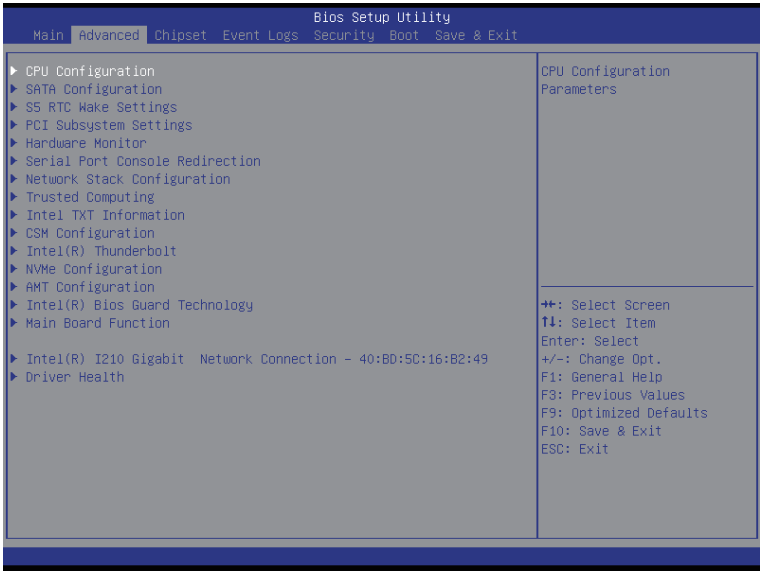 Bios Setup Utility
Main Advanced Chipset Event Logs Security Boot Save & Exit
CPU Configuration
SATA Configuration
S5 RTC Wake Settings
PCI Subsystem Settings
Hardware Monitor
Serial Port Console Redirection
Network Stack Configuration
Trusted Computing
Intel TXT Information
CSM Configuration
Intel(R) Thunderbolt
NVMe Configuration
AMT Configuration
Intel(R) Bios Guard Technology
Main Board Function
Intel(R) I210 Gigabit  Network Connection - 40:BD:5C:16:B2:49
Driver Health
CPU Configuration
Parameters
→←: Select Screen
↑↓: Select Item
Enter: Select
+/-: Change Opt.
F1: General Help
F3: Previous Values
F9: Optimized Defaults
F10: Save & Exit
ESC: Exit